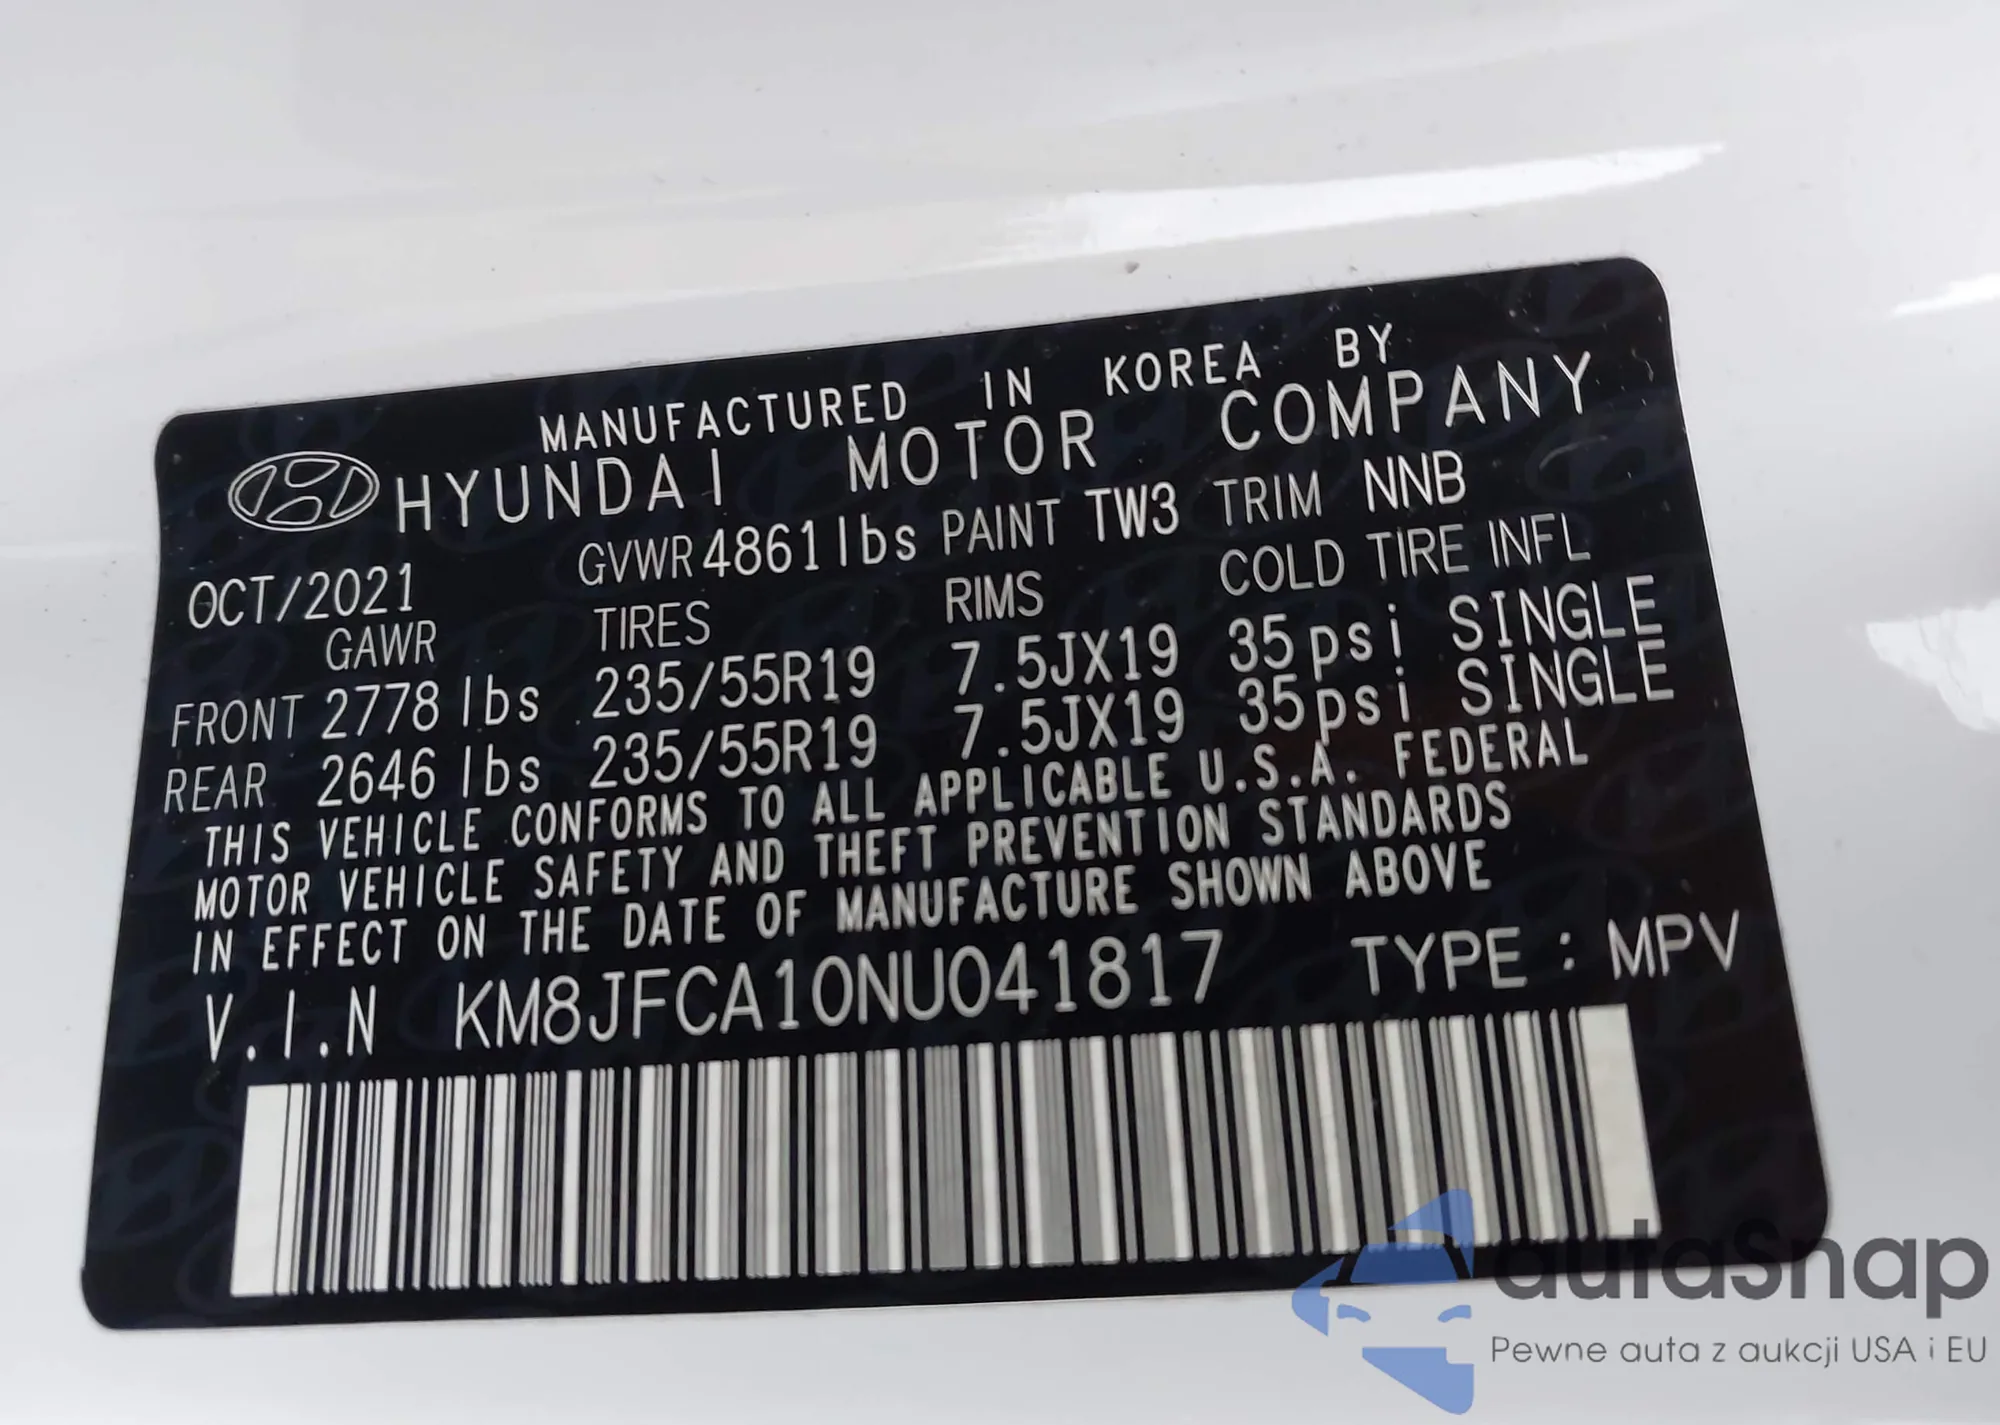 MANUFACTURED IN KOREA BY
HYUNDAI MOTOR COMPANY
OCT/2021 GVWR 4861lbs PAINT TW3 TRIM NNB
GAWR TIRES RIMS COLD TIRE INFL
FRONT 2778 lbs 235/55R19 7.5JX19 35psi SINGLE
REAR 2646 lbs 235/55R19 7.5JX19 35psi SINGLE
THIS VEHICLE CONFORMS TO ALL APPLICABLE U.S.A. FEDERAL
MOTOR VEHICLE SAFETY AND THEFT PREVENTION STANDARDS
IN EFFECT ON THE DATE OF MANUFACTURE SHOWN ABOVE
V.I.N KM8JFCA10NU041817 TYPE : MPV
autaSnap
Pewne auta z aukcji USA i EU